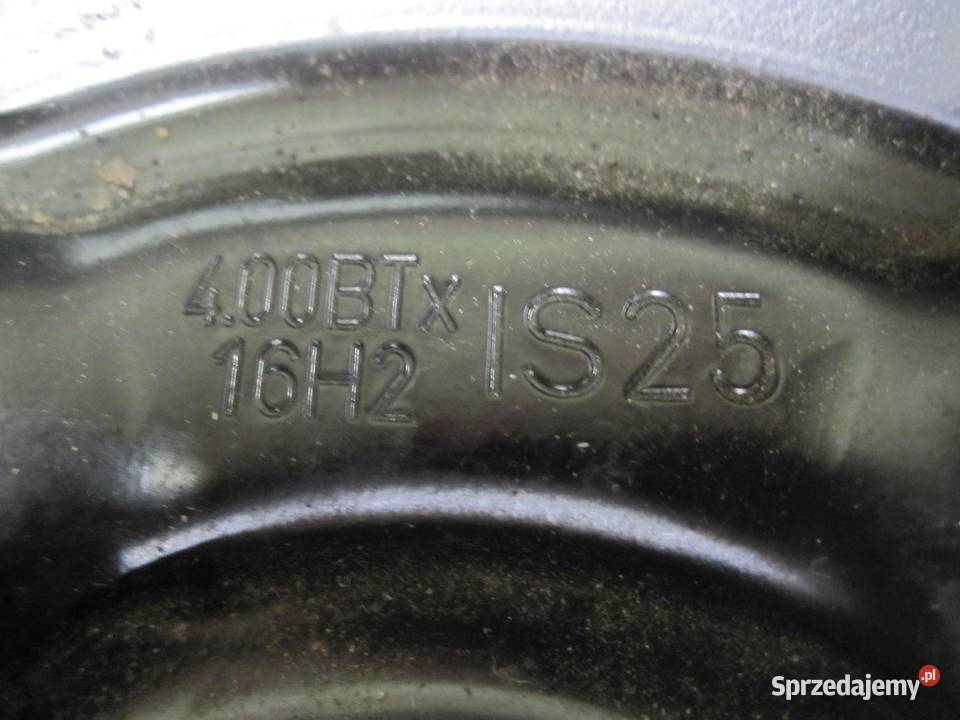 4.00BTx
16H2
IS25
Sprzedajemy.pl